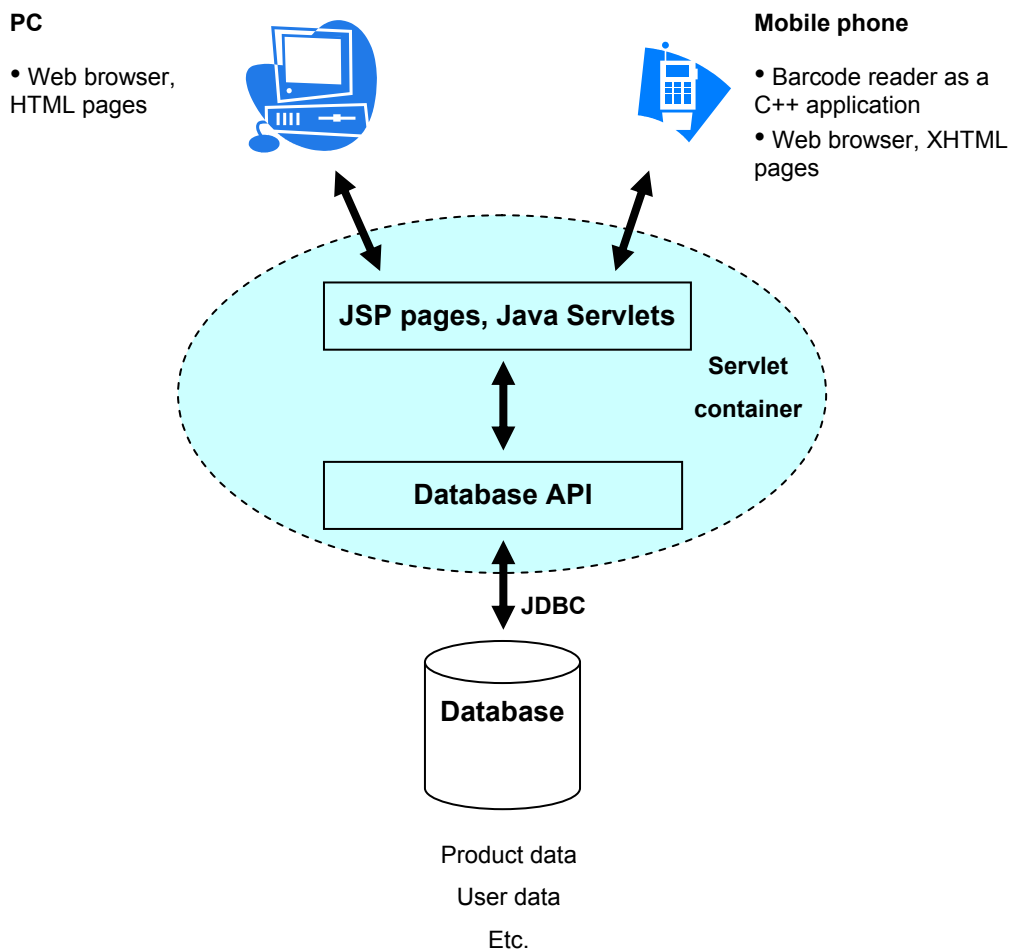 PC
• Web browser,
HTML pages
Mobile phone
• Barcode reader as a
C++ application
• Web browser, XHTML
pages
JSP pages, Java Servlets
Servlet
container
Database API
JDBC
Database
Product data
User data
Etc.